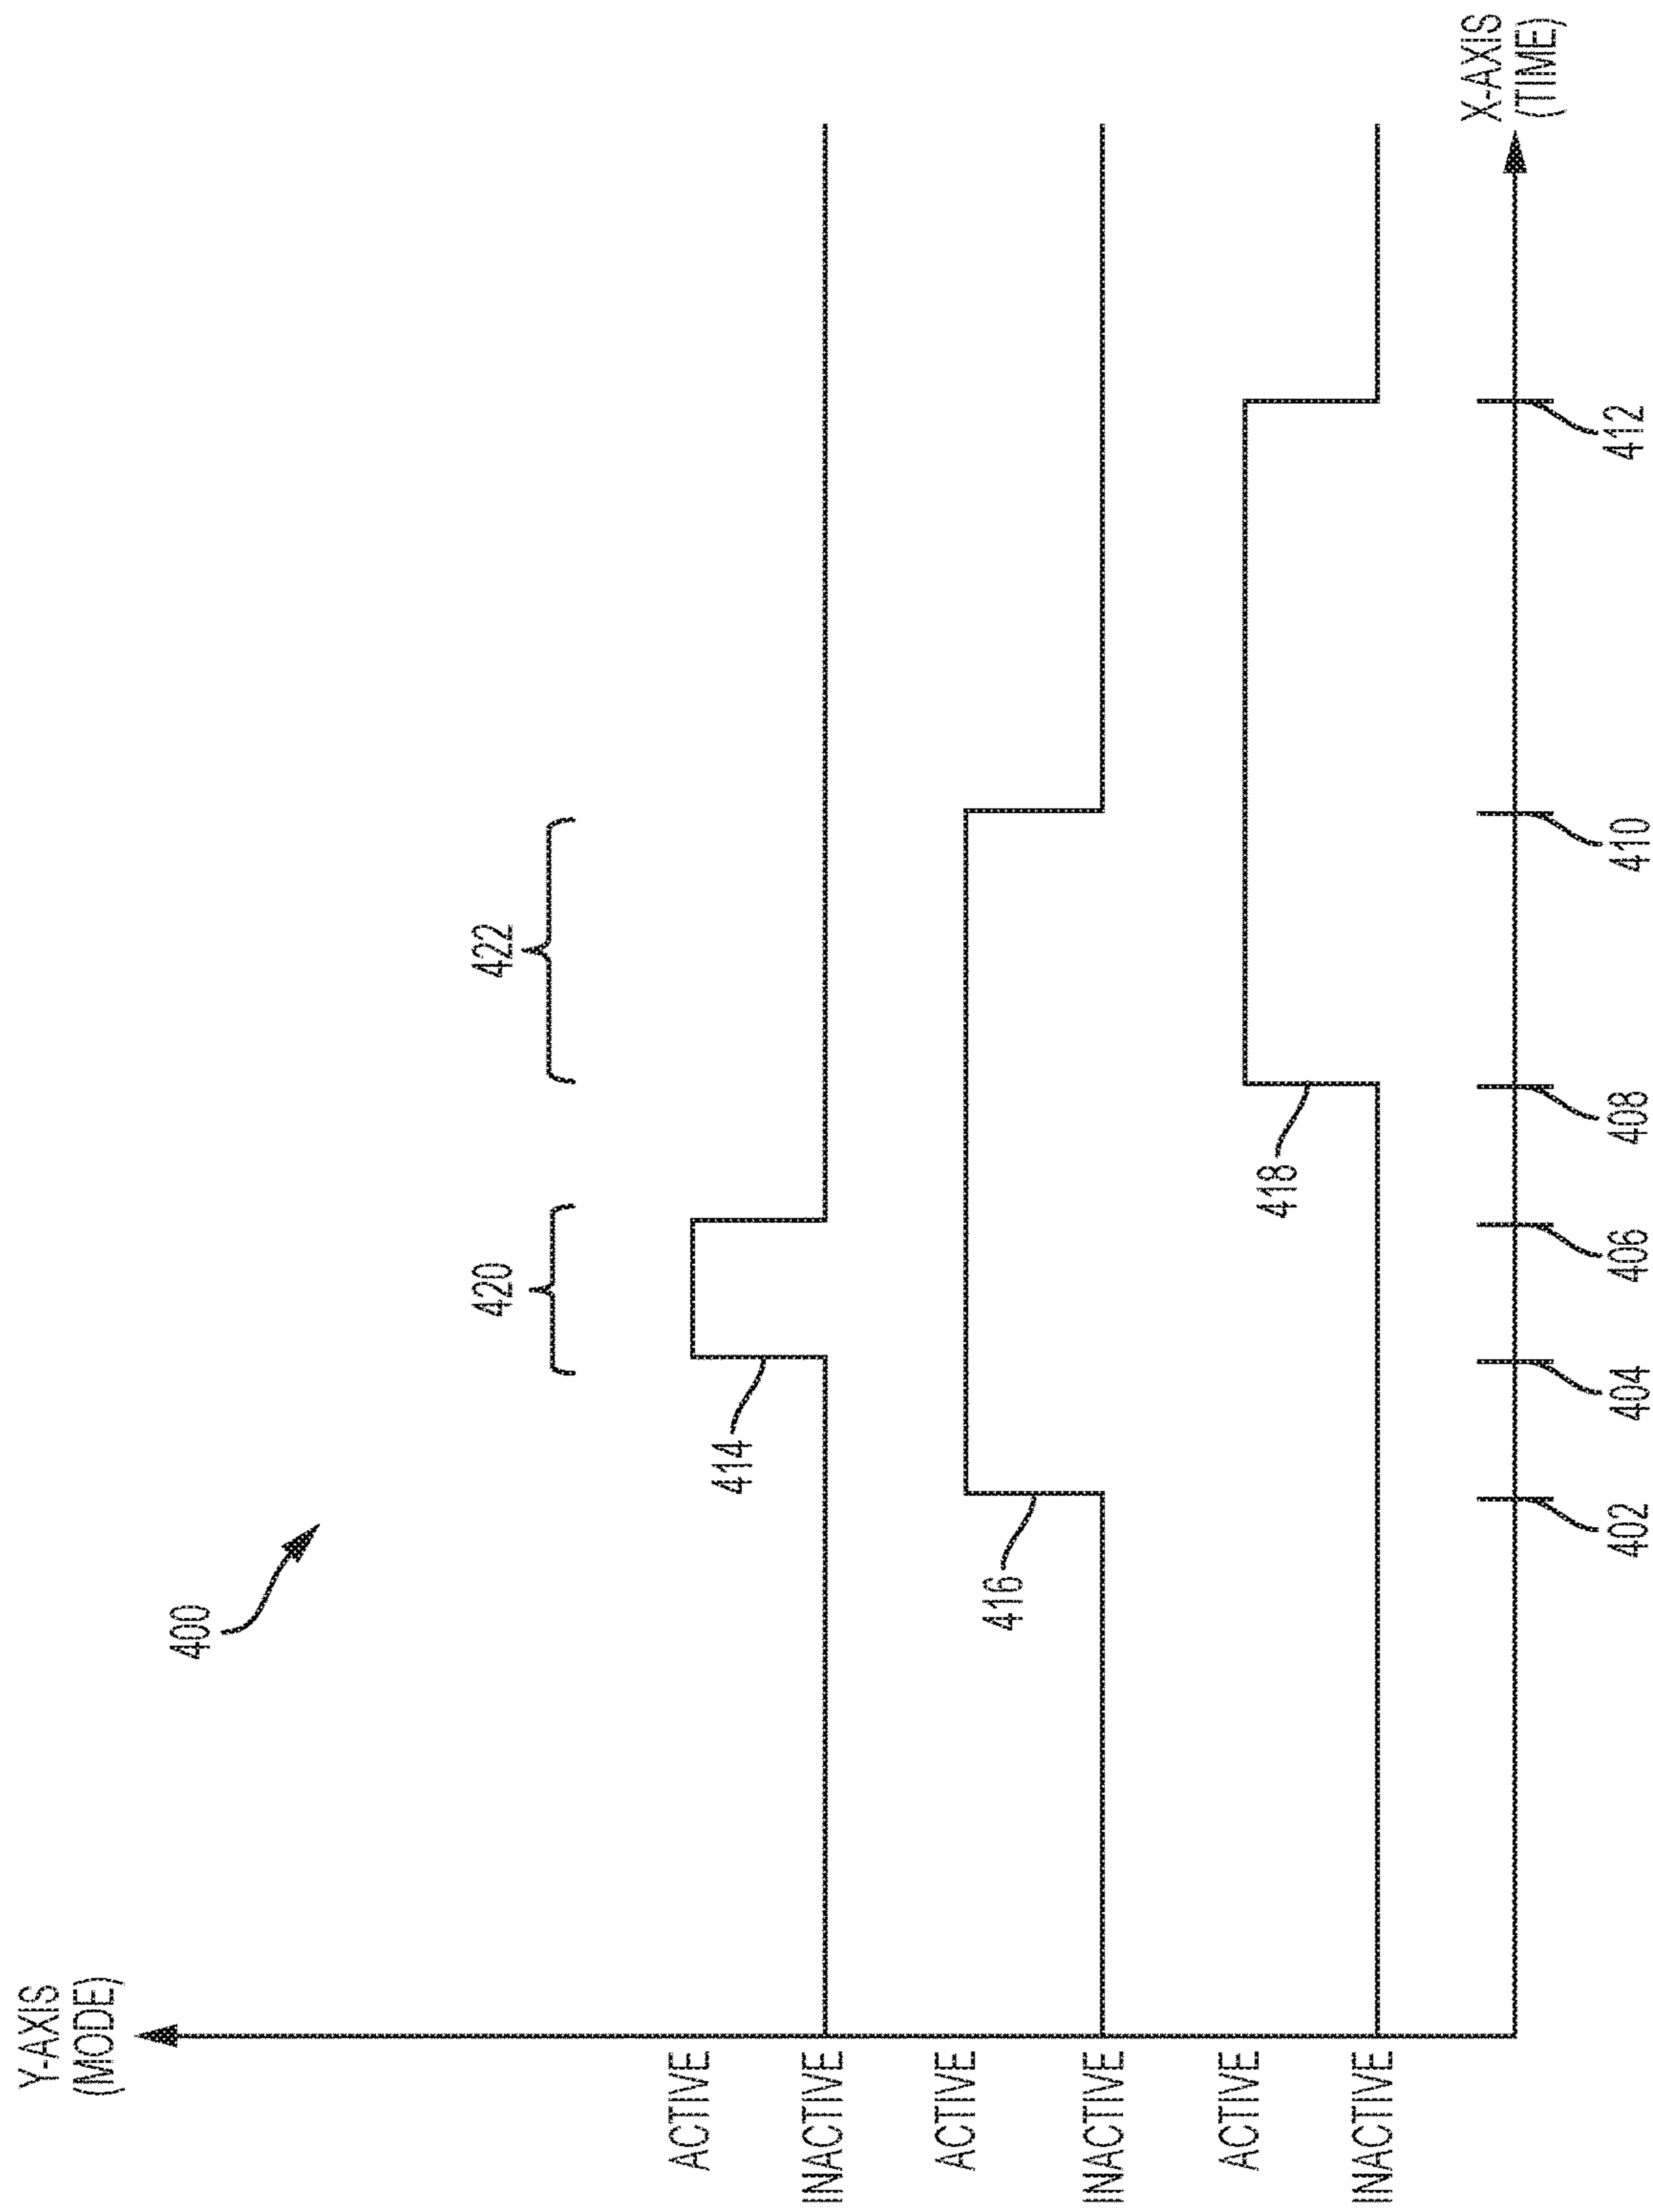 400
Y-AXIS
(MODE)
420
422
ACTIVE
414
INACTIVE
ACTIVE
416
INACTIVE
ACTIVE
418
INACTIVE
X-AXIS
(TIME)
402
404
406
408
410
412